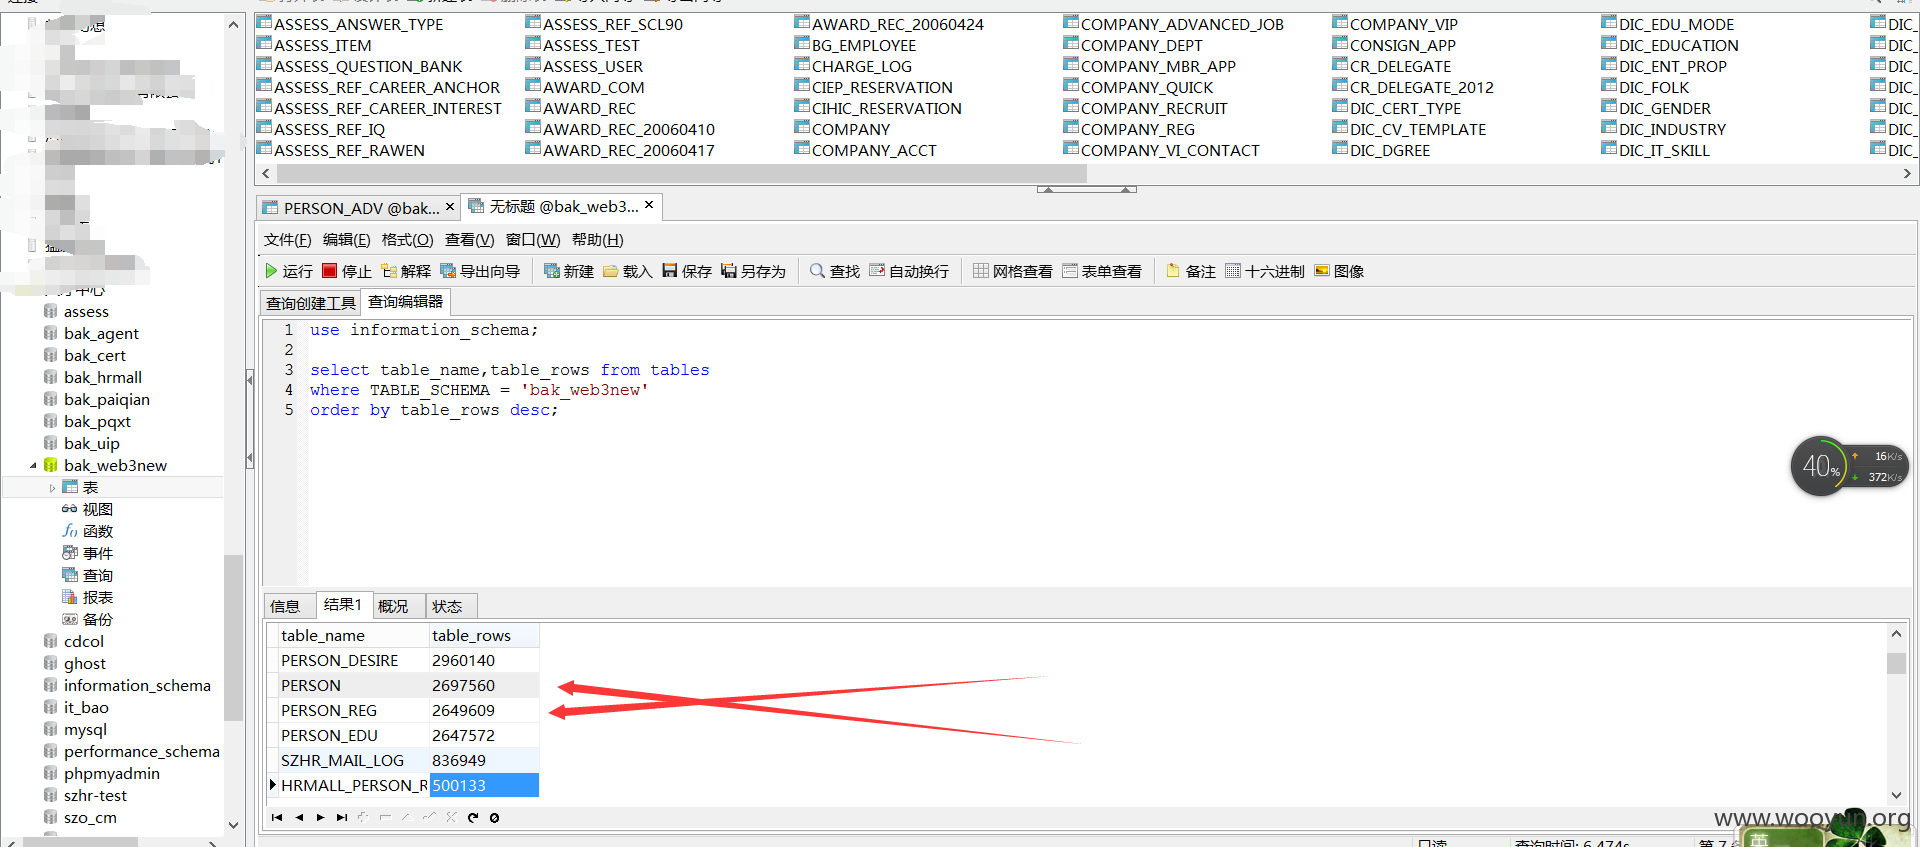 ASSESS_ANSWER_TYPE ASSESS_REF_SCL90 AWARD_REC_20060424 COMPANY_ADVANCED_JOB COMPANY_VIP DIC_EDU_MODE DIC_
ASSESS_ITEM ASSESS_TEST BG_EMPLOYEE COMPANY_DEPT CONSIGN_APP DIC_EDUCATION DIC_
ASSESS_QUESTION_BANK ASSESS_USER CHARGE_LOG COMPANY_MBR_APP CR_DELEGATE DIC_ENT_PROP DIC_
ASSESS_REF_CAREER_ANCHOR AWARD_COM CIEP_RESERVATION COMPANY_QUICK CR_DELEGATE_2012 DIC_FOLK DIC_
ASSESS_REF_CAREER_INTEREST AWARD_REC CIHIC_RESERVATION COMPANY_RECRUIT DIC_CERT_TYPE DIC_GENDER DIC_
ASSESS_REF_IQ AWARD_REC_20060410 COMPANY COMPANY_REG DIC_CV_TEMPLATE DIC_INDUSTRY DIC_
ASSESS_REF_RAWEN AWARD_REC_20060417 COMPANY_ACCT COMPANY_VI_CONTACT DIC_DGREE DIC_IT_SKILL DIC_
assess
bak_agent
bak_cert
bak_hrmall
bak_paiqian
bak_pqxt
bak_uip
bak_web3new
表
视图
函数
事件
查询
报表
备份
cdcol
ghost
information_schema
it_bao
mysql
performance_schema
phpmyadmin
szhr-test
szo_cm
PERSON_ADV @bak... 无标题 @bak_web3...
文件(F) 编辑(E) 格式(O) 查看(V) 窗口(W) 帮助(H)
运行 停止 解释 导出向导 新建 载入 保存 另存为 查找 自动换行 网格查看 表单查看 备注 十六进制 图像
查询创建工具 查询编辑器
1 use information_schema;
2
3 select table_name,table_rows from tables
4 where TABLE_SCHEMA = 'bak_web3new'
5 order by table_rows desc;
40% 16K/s
372K/s
信息 结果1 概况 状态
table_name table_rows
PERSON_DESIRE 2960140
PERSON 2697560
PERSON_REG 2649609
PERSON_EDU 2647572
SZHR_MAIL_LOG 836949
HRMALL_PERSON_R 500133
www.wooyun.org
英
只读 查询时间: 6.474s